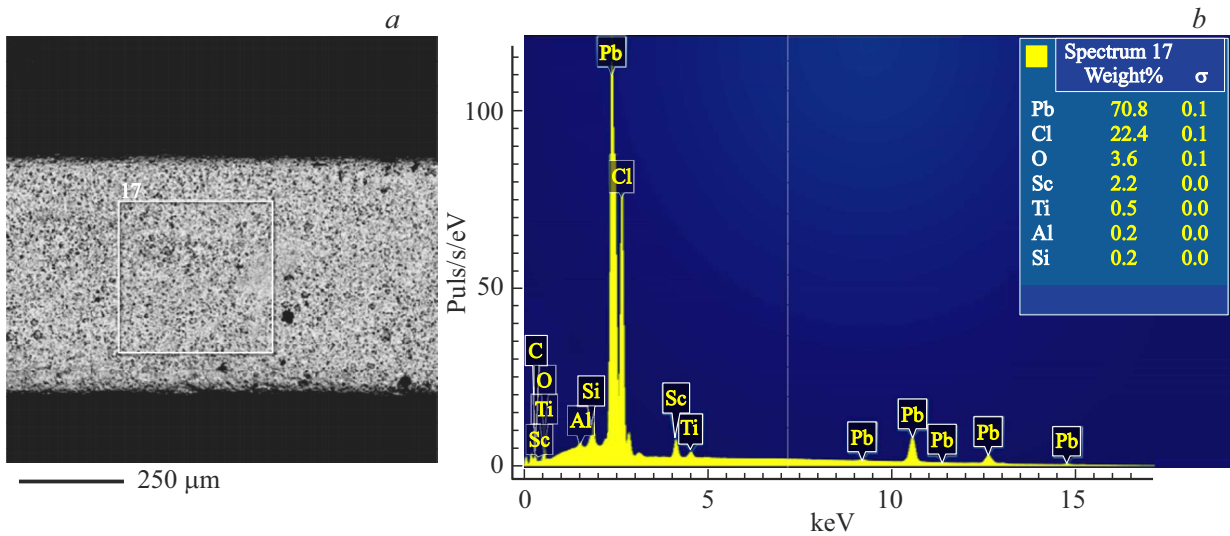 a
17
250 μm
b
Spectrum 17
Weight% σ
Pb 70.8 0.1
Cl 22.4 0.1
O 3.6 0.1
Sc 2.2 0.0
Ti 0.5 0.0
Al 0.2 0.0
Si 0.2 0.0
Puls/s/eV
100
50
0
Pb
Cl
C
O
Ti
Sc
Al
Si
Sc
Ti
Pb
Pb
Pb
Pb
Pb
0 5 10 15
keV